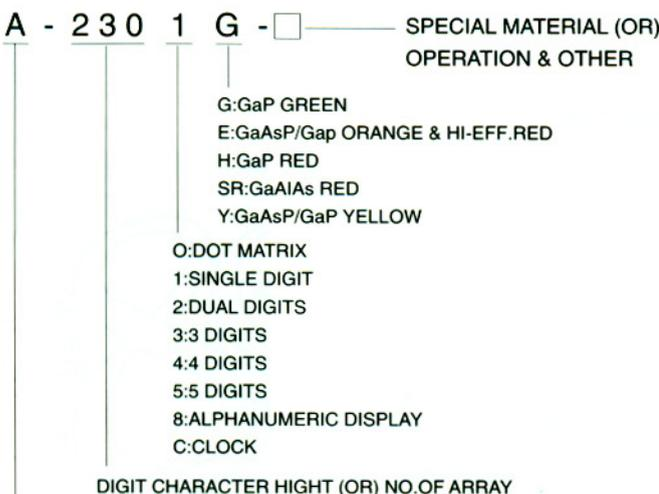 A - 2 3 0 1 G - □ SPECIAL MATERIAL (OR)
OPERATION & OTHER
G:GaP GREEN
E:GaAsP/Gap ORANGE & HI-EFF.RED
H:GaP RED
SR:GaAlAs RED
Y:GaAsP/GaP YELLOW
O:DOT MATRIX
1:SINGLE DIGIT
2:DUAL DIGITS
3:3 DIGITS
4:4 DIGITS
5:5 DIGITS
8:ALPHANUMERIC DISPLAY
C:CLOCK
DIGIT CHARACTER HIGHT (OR) NO.OF ARRAY